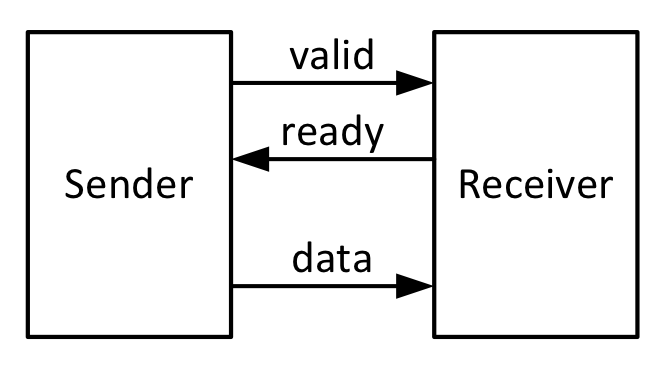 valid
ready
Sender
Receiver
data